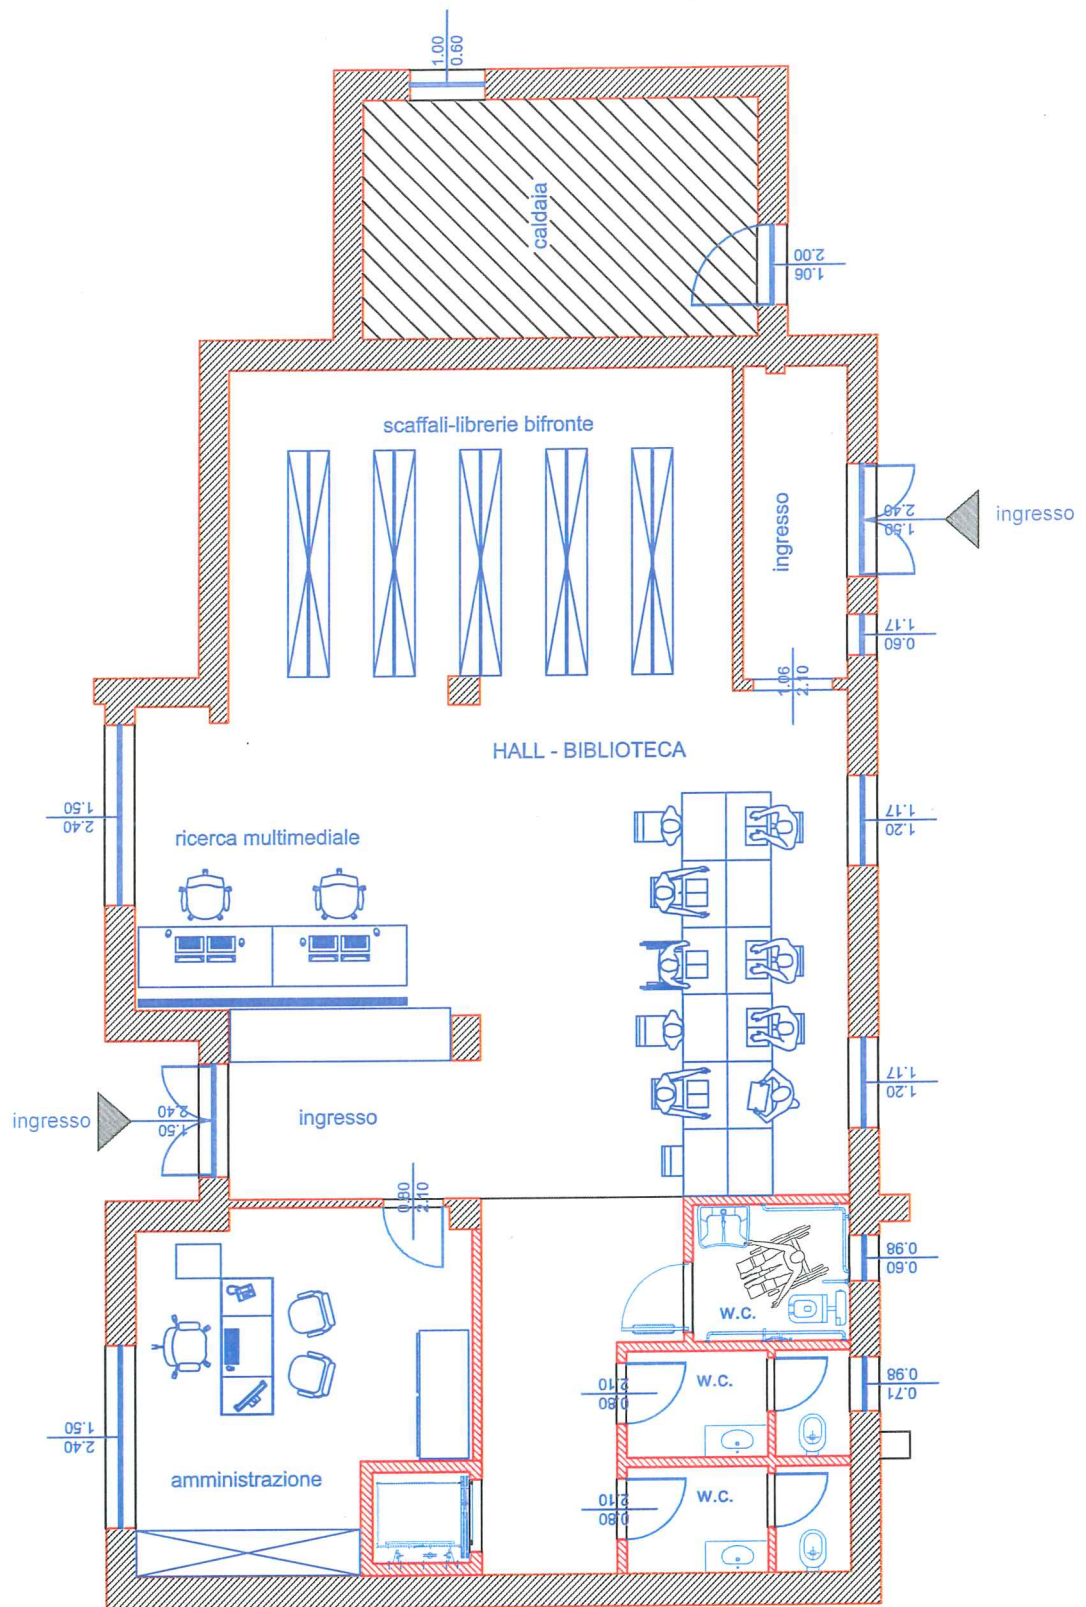 1.00
0.60
caldaia
2.00
1.06
scaffali-librerie bifronte
ingresso
2.40
1.50
ingresso
1.17
0.60
1.06
2.10
HALL - BIBLIOTECA
1.50
2.40
1.17
1.20
ricerca multimediale
1.17
1.20
ingresso
2.40
1.50
ingresso
0.80
2.10
0.98
0.60
w.c.
2.10
0.80
w.c.
0.98
0.71
1.50
2.40
amministrazione
2.10
0.80
w.c.